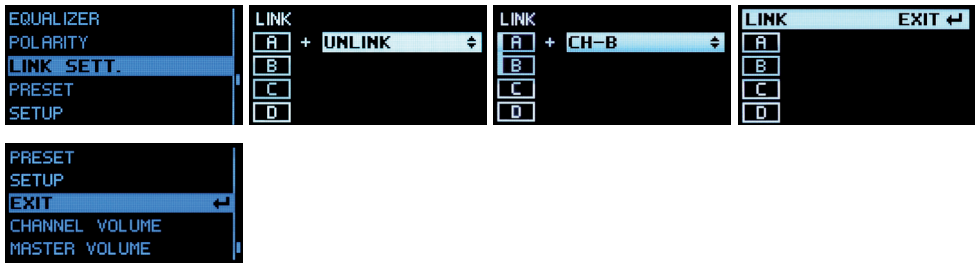 EQUALIZER
POLARITY
LINK SETT.
PRESET
SETUP
LINK
A + UNLINK
B
C
D
LINK
A + CH-B
B
C
D
LINK EXIT ↵
A
B
C
D
PRESET
SETUP
EXIT ↵
CHANNEL VOLUME
MASTER VOLUME